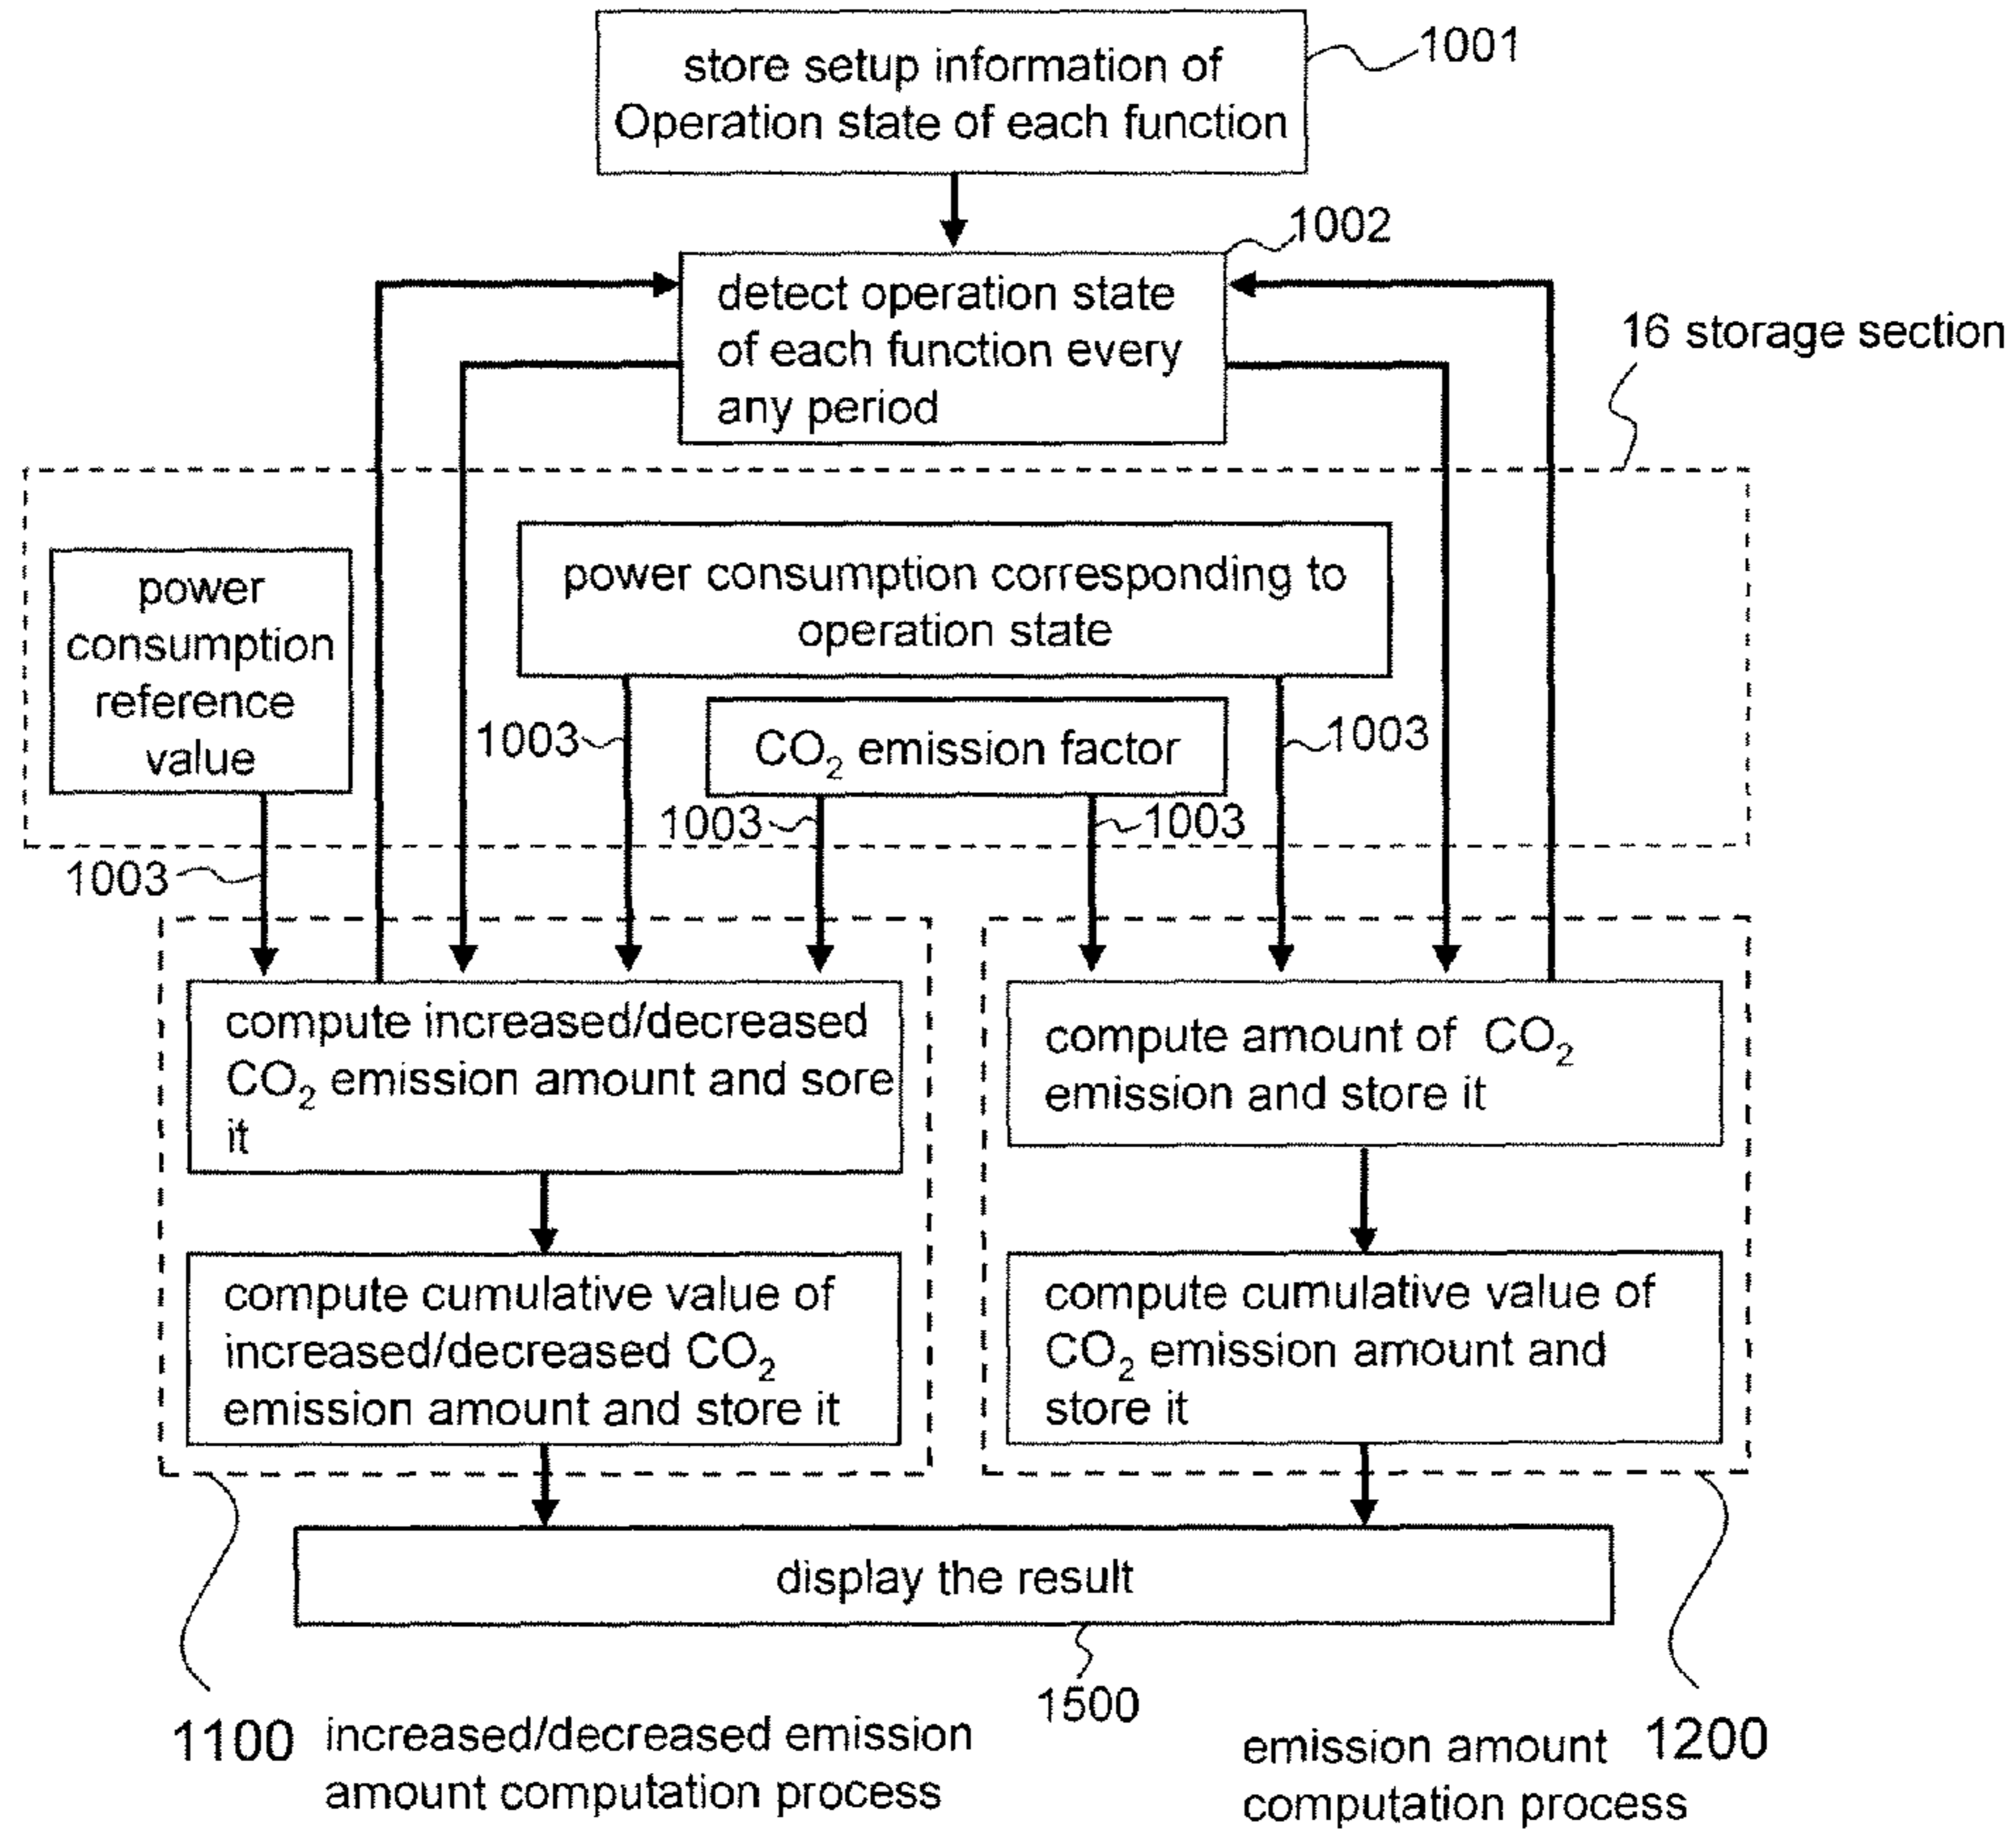 store setup information of
Operation state of each function
1001
1002
detect operation state
of each function every
any period
16 storage section
power
consumption
reference
value
power consumption corresponding to
operation state
1003
CO₂ emission factor
1003
1003
1003
1003
compute increased/decreased
CO₂ emission amount and sore
it
compute amount of CO₂
emission and store it
compute cumulative value of
increased/decreased CO₂
emission amount and store it
compute cumulative value of
CO₂ emission amount and
store it
display the result
1500
1100 increased/decreased emission
amount computation process
emission amount 1200
computation process